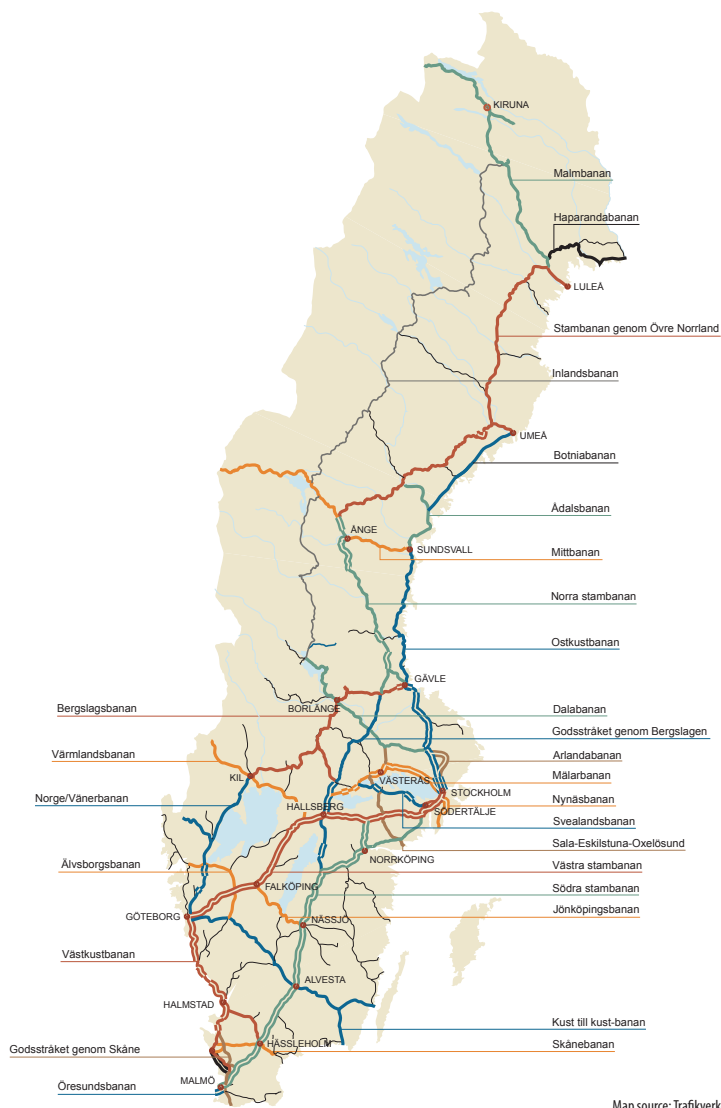 KIRUNA
Malmbanan
Haparandabanan
LULEÅ
Stambanan genom Övre Norrland
Inlandsbanan
UMEÅ
Botniabanan
Ådalsbanan
ÅNGE
SUNDSVALL
Mittbanan
Norra stambanan
Ostkustbanan
GÄVLE
Bergslagsbanan
BORLÄNGE
Dalabanan
Godsstråket genom Bergslagen
Värmlandsbanan
Arlandabanan
KIL
VÄSTERÅS
Mälarbanan
Norge/Vänerbanan
STOCKHOLM
Nynäsbanan
HALLSBERG
SÖDERTÄLJE
Svealandsbanan
Sala-Eskilstuna-Oxelösund
NORRKÖPING
Älvsborgsbanan
Västra stambanan
FALKÖPING
Södra stambanan
GÖTEBORG
NÄSSJÖ
Jönköpingsbanan
Västkustbanan
ALVESTA
HALMSTAD
Kust till kust-banan
Godsstråket genom Skåne
HÄSSLEHOLM
Skånebanan
MALMÖ
Öresundsbanan
Map source: Trafikverk